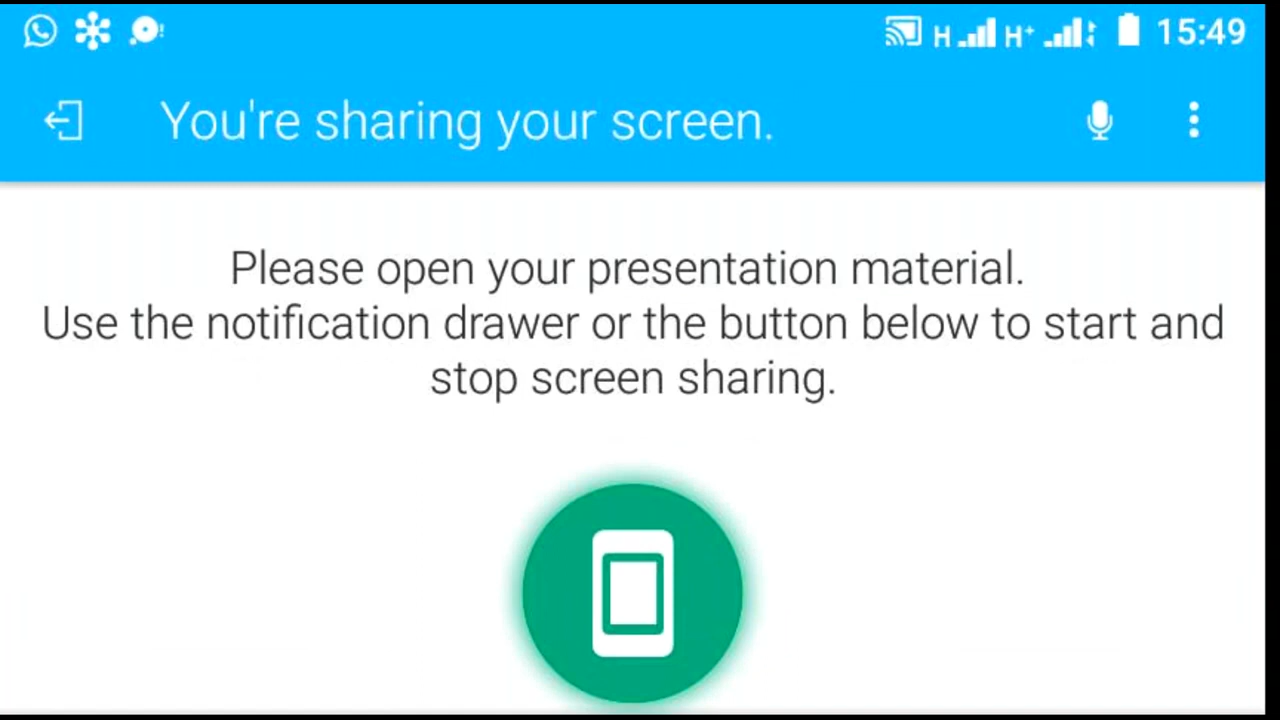 H H+ 15:49
You're sharing your screen.
Please open your presentation material.
Use the notification drawer or the button below to start and
stop screen sharing.